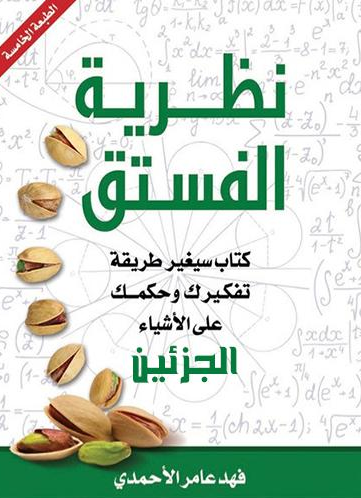 الطبعة الخامسة
نظرية
الفستق
كتاب سيغير طريقة
تفكيرك وحكمك
على الأشياء
الجزئين
فهد عامر الأحمدي